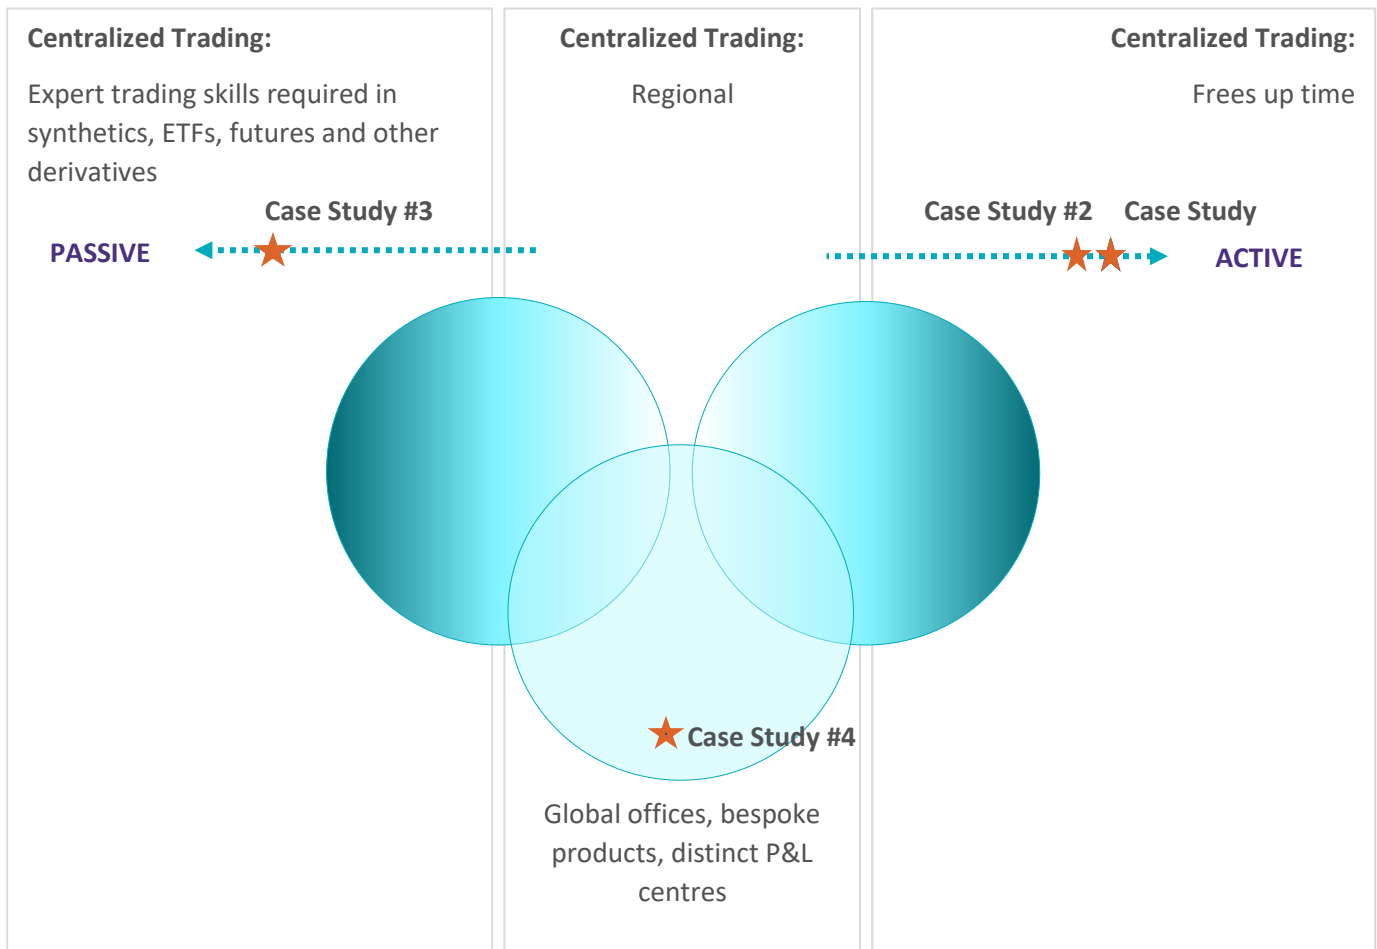 Centralized Trading:
Expert trading skills required in
synthetics, ETFs, futures and other
derivatives
Case Study #3
PASSIVE
Centralized Trading:
Regional
Centralized Trading:
Frees up time
Case Study #2
Case Study
ACTIVE
Case Study #4
Global offices, bespoke
products, distinct P&L
centres